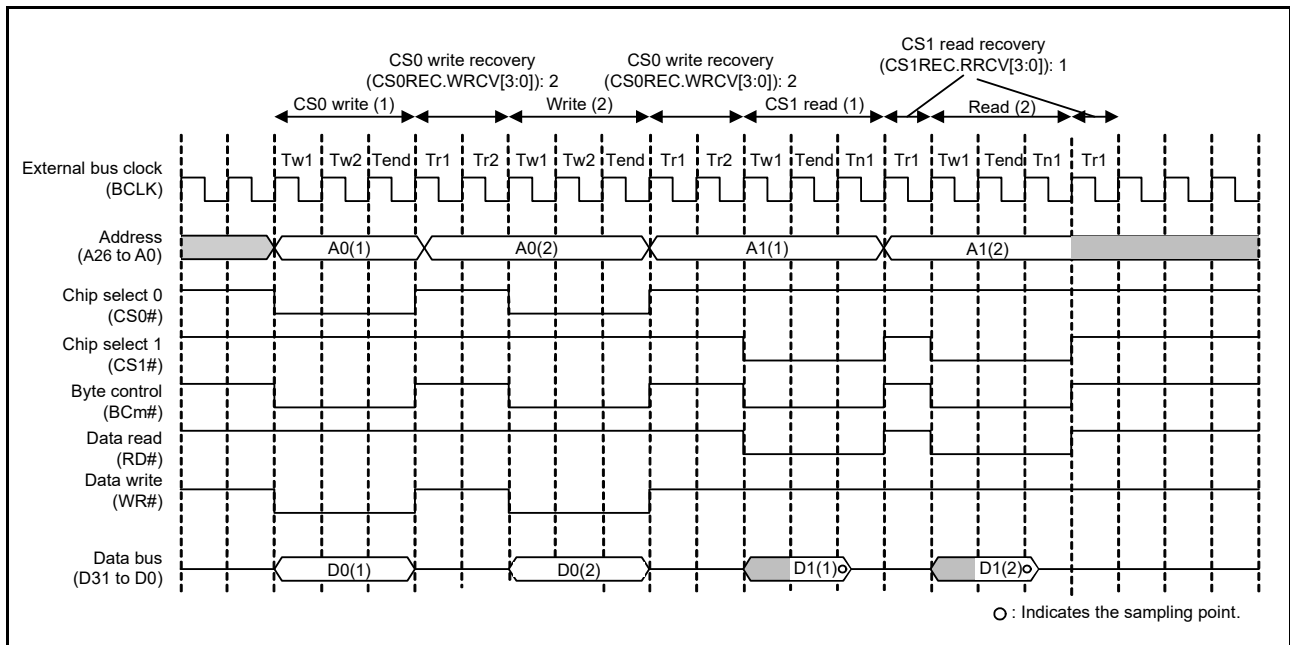 CS1 read recovery
(CS1REC.RRCV[3:0]): 1
CS0 write recovery
(CS0REC.WRCV[3:0]): 2
CS0 write recovery
(CS0REC.WRCV[3:0]): 2
CS0 write (1) Write (2) CS1 read (1) Read (2)
Tw1 Tw2 Tend Tr1 Tr2 Tw1 Tw2 Tend Tr1 Tr2 Tw1 Tend Tn1 Tr1 Tw1 Tend Tn1 Tr1
External bus clock
(BCLK)
Address
(A26 to A0)
A0(1) A0(2) A1(1) A1(2)
Chip select 0
(CS0#)
Chip select 1
(CS1#)
Byte control
(BCm#)
Data read
(RD#)
Data write
(WR#)
Data bus
(D31 to D0)
D0(1) D0(2) D1(1) D1(2)
: Indicates the sampling point.